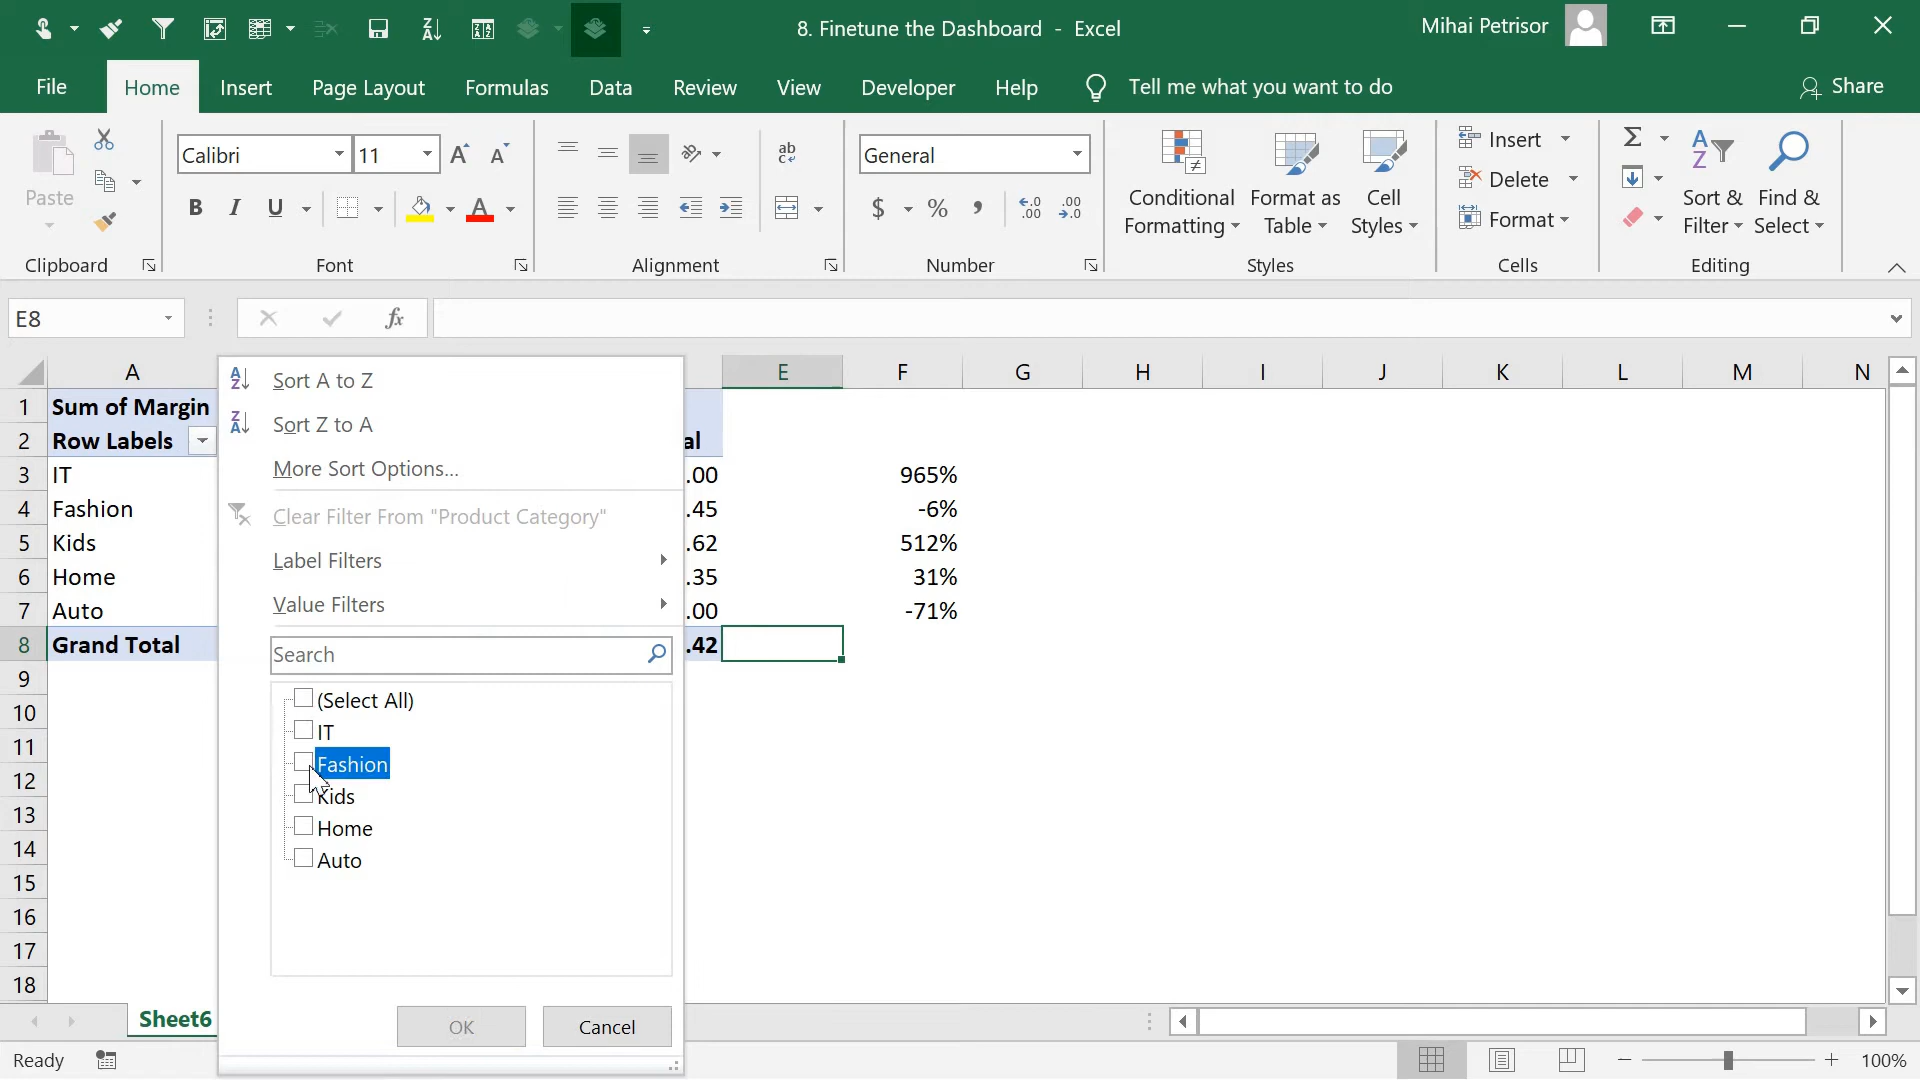 8. Finetune the Dashboard - Excel
Mihai Petrisor
File Home Insert Page Layout Formulas Data Review View Developer Help Tell me what you want to do Share
Paste
Clipboard
Calibri 11
B I U
Font
ab
Alignment
General
$ % ,
Number
Conditional Formatting
Format as Table
Cell Styles
Styles
Insert
Delete
Format
Cells
Sort & Filter
Find & Select
Editing
E8
fx
A E F G H I J K L M N
1 Sum of Margin
2 Row Labels al
3 IT .00 965%
4 Fashion .45 -6%
5 Kids .62 512%
6 Home .35 31%
7 Auto .00 -71%
8 Grand Total .42
9
10
11
12
13
14
15
16
17
18
Sort A to Z
Sort Z to A
More Sort Options...
Clear Filter From "Product Category"
Label Filters
Value Filters
Search
(Select All)
IT
Fashion
Kids
Home
Auto
OK Cancel
Sheet6
Ready
100%